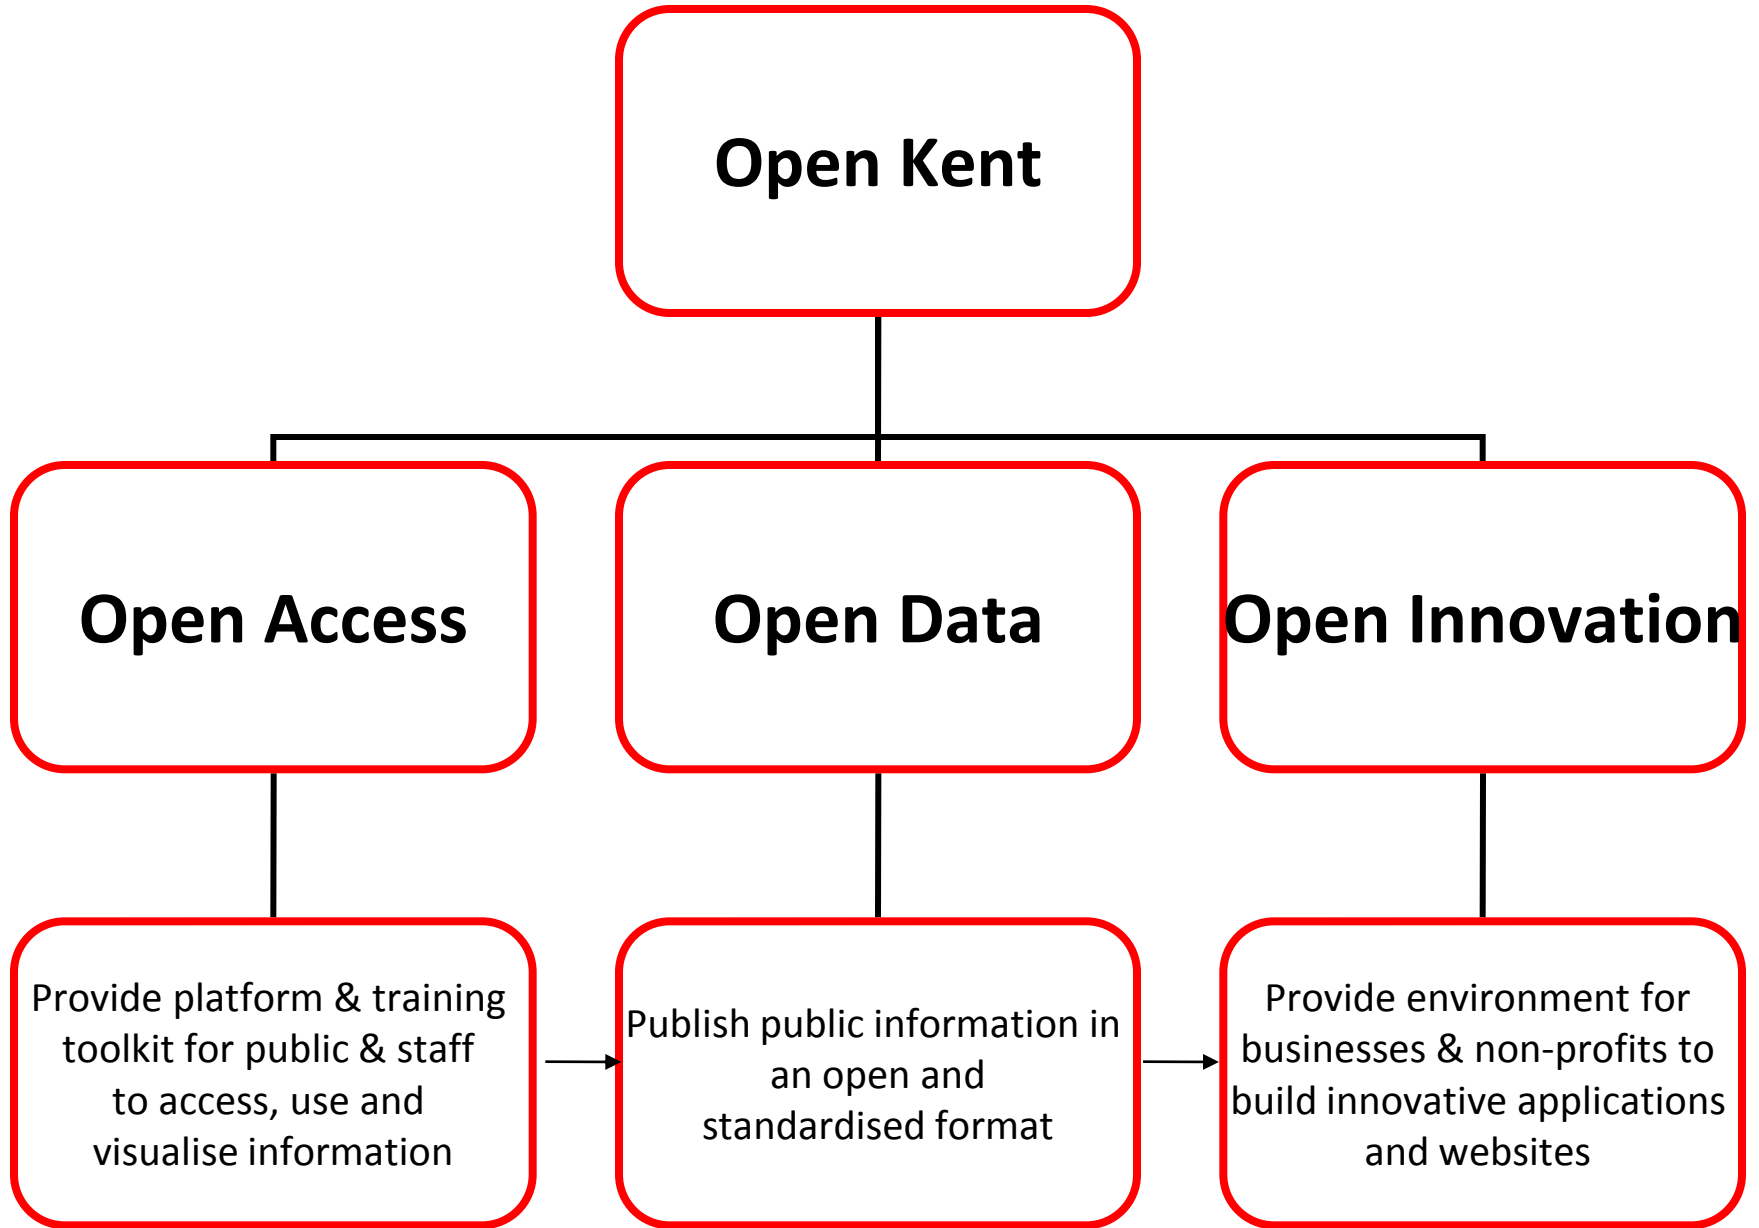 Open Kent
Open Access
Open Data
Open Innovation
Provide platform & training
toolkit for public & staff
to access, use and
visualise information
Publish public information in
an open and
standardised format
Provide environment for
businesses & non-profits to
build innovative applications
and websites